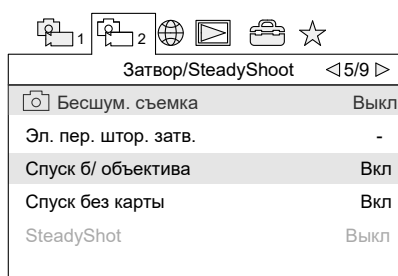 1 2
Затвор/SteadyShoot 5/9
Бесшум. съемка Выкл
Эл. пер. штор. затв. -
Спуск б/ объектива Вкл
Спуск без карты Вкл
SteadyShot Выкл